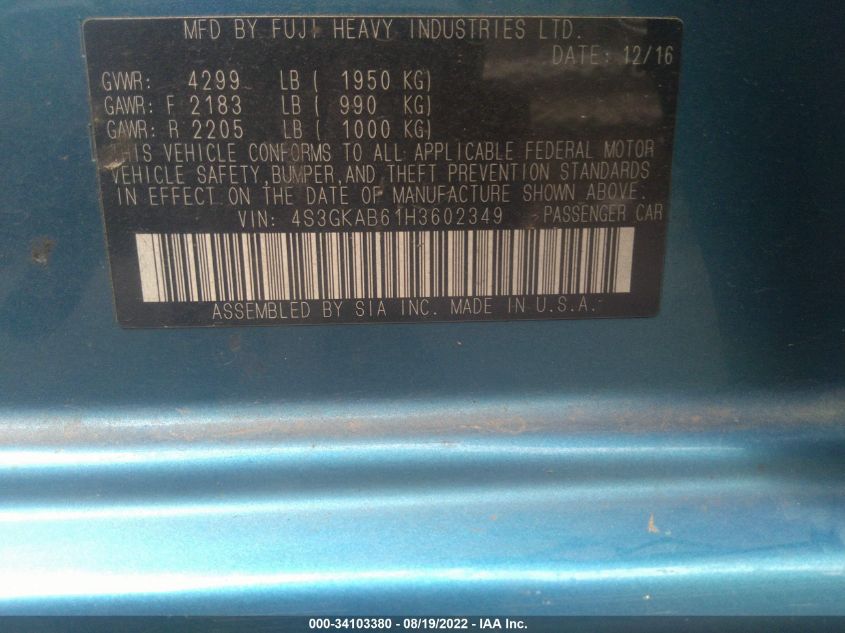 MFD BY FUJI HEAVY INDUSTRIES LTD.
DATE: 12/16
GVWR: 4299 LB ( 1950 KG)
GAWR: F 2183 LB ( 990 KG)
GAWR: R 2205 LB ( 1000 KG)
THIS VEHICLE CONFORMS TO ALL APPLICABLE FEDERAL MOTOR
VEHICLE SAFETY, BUMPER, AND THEFT PREVENTION STANDARDS
IN EFFECT ON THE DATE OF MANUFACTURE SHOWN ABOVE.
VIN: 4S3GKAB61H3602349 PASSENGER CAR
ASSEMBLED BY SIA INC. MADE IN U.S.A.
000-34103380 - 08/19/2022 - IAA Inc.